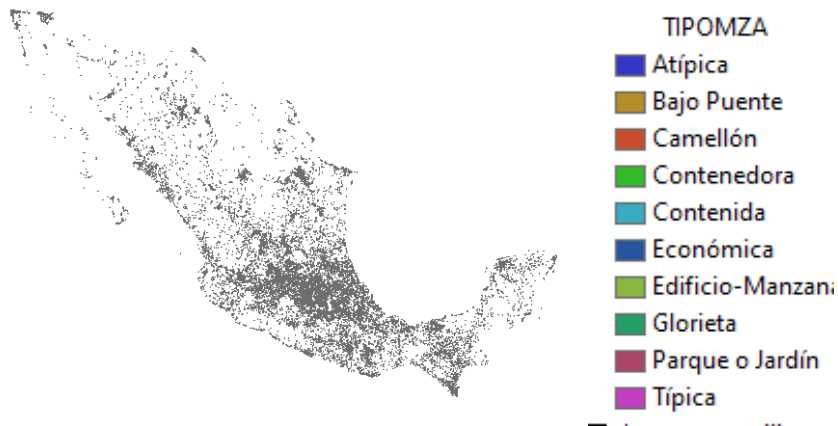 TIPOMZA
Atípica
Bajo Puente
Camellón
Contenedora
Contenida
Económica
Edificio-Manzana
Glorieta
Parque o Jardín
Típica